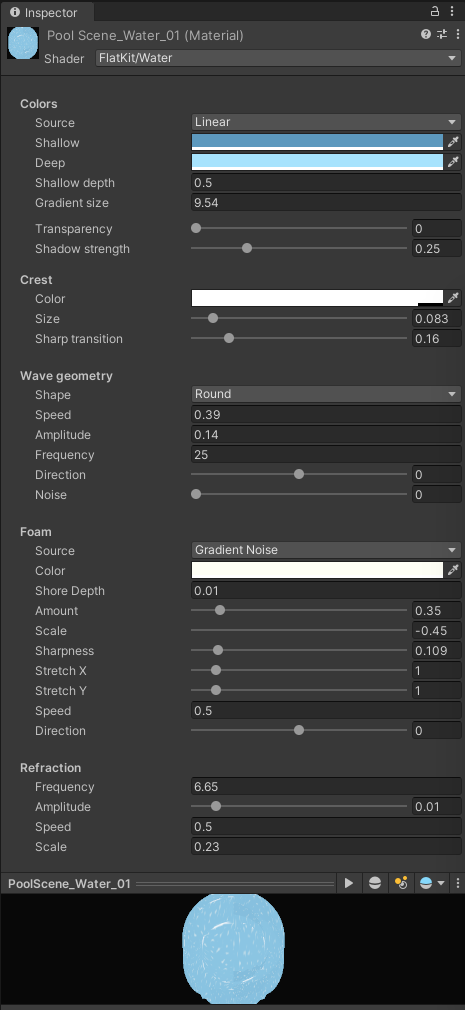 Inspector
Pool Scene_Water_01 (Material)
Shader FlatKit/Water
Colors
Source Linear
Shallow
Deep
Shallow depth 0.5
Gradient size 9.54
Transparency 0
Shadow strength 0.25
Crest
Color
Size 0.083
Sharp transition 0.16
Wave geometry
Shape Round
Speed 0.39
Amplitude 0.14
Frequency 25
Direction 0
Noise 0
Foam
Source Gradient Noise
Color
Shore Depth 0.01
Amount 0.35
Scale -0.45
Sharpness 0.109
Stretch X 1
Stretch Y 1
Speed 0.5
Direction 0
Refraction
Frequency 6.65
Amplitude 0.01
Speed 0.5
Scale 0.23
PoolScene_Water_01